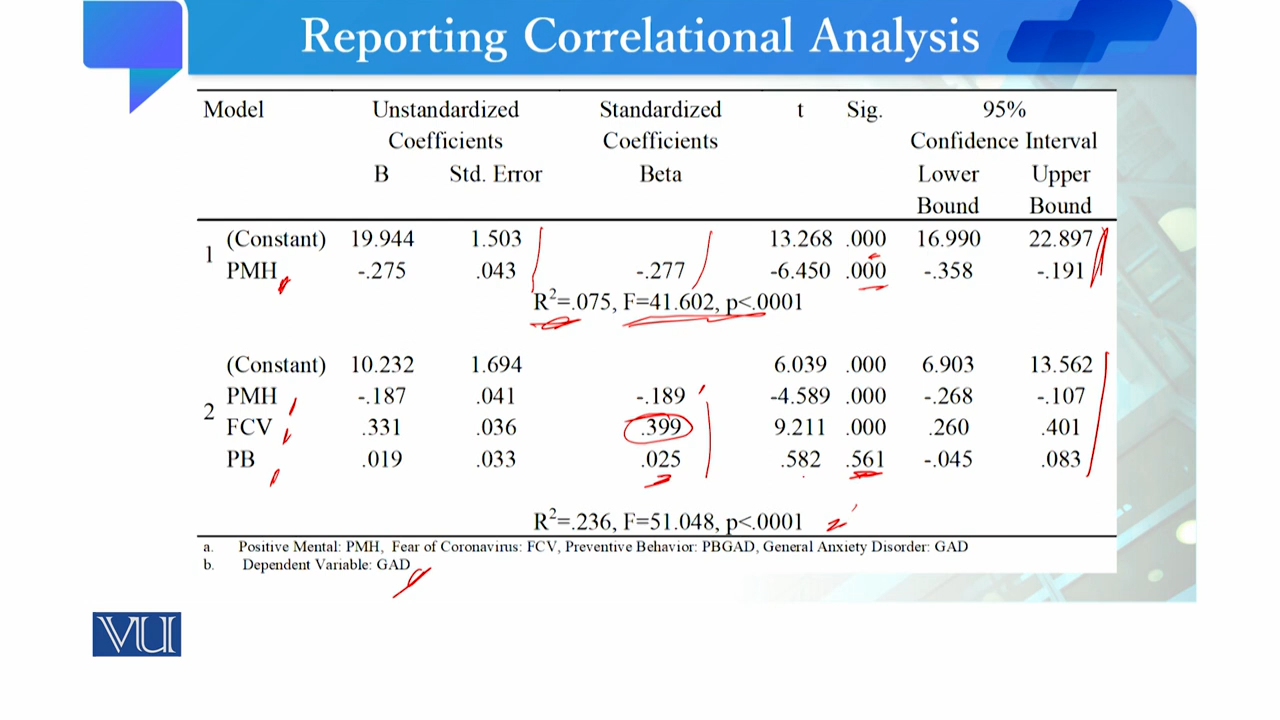 Reporting Correlational Analysis
Model Unstandardized Standardized t Sig. 95%
Coefficients Coefficients Confidence Interval
B Std. Error Beta Lower Upper
Bound Bound
(Constant) 19.944 1.503 13.268 .000 16.990 22.897
1
PMH -.275 .043 -.277 -6.450 .000 -.358 -.191
R²=.075, F=41.602, p<.0001
(Constant) 10.232 1.694 6.039 .000 6.903 13.562
PMH -.187 .041 -.189 -4.589 .000 -.268 -.107
2
FCV .331 .036 .399 9.211 .000 .260 .401
PB .019 .033 .025 .582 .561 -.045 .083
R²=.236, F=51.048, p<.0001
a. Positive Mental: PMH, Fear of Coronavirus: FCV, Preventive Behavior: PBGAD, General Anxiety Disorder: GAD
b. Dependent Variable: GAD
VU